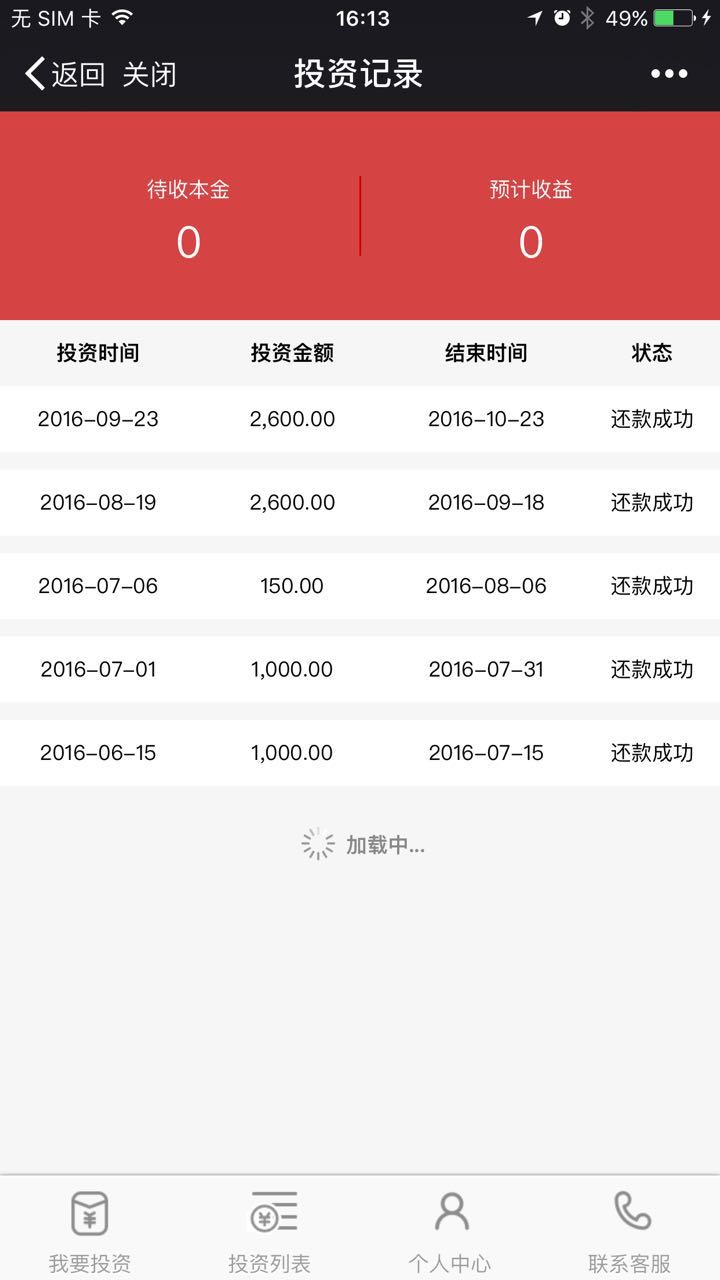 无 SIM 卡 16:13 49%
返回 关闭 投资记录
待收本金 预计收益
0 0
投资时间 投资金额 结束时间 状态
2016-09-23 2,600.00 2016-10-23 还款成功
2016-08-19 2,600.00 2016-09-18 还款成功
2016-07-06 150.00 2016-08-06 还款成功
2016-07-01 1,000.00 2016-07-31 还款成功
2016-06-15 1,000.00 2016-07-15 还款成功
加载中...
我要投资 投资列表 个人中心 联系客服